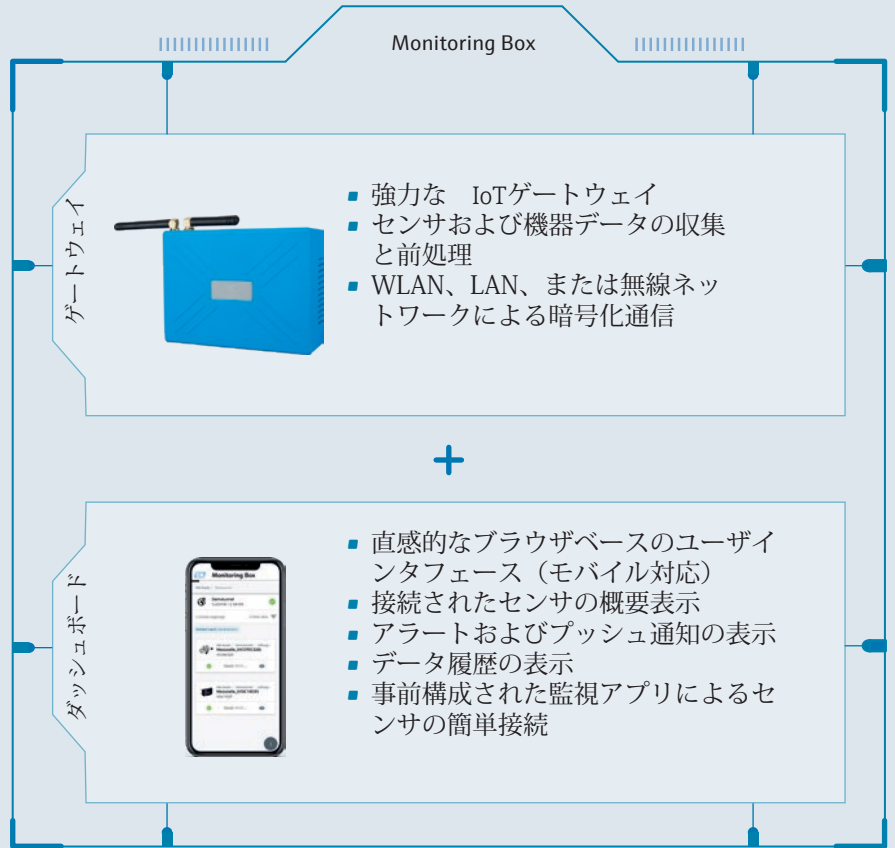 Monitoring Box
ゲートウェイ
強力な　IoTゲートウェイ
センサおよび機器データの収集
と前処理
WLAN、LAN、または無線ネッ
トワークによる暗号化通信
+
ダッシュボード
Monitoring Box
直感的なブラウザベースのユーザイ
ンタフェース（モバイル対応）
接続されたセンサの概要表示
アラートおよびプッシュ通知の表示
データ履歴の表示
事前構成された監視アプリによるセ
ンサの簡単接続